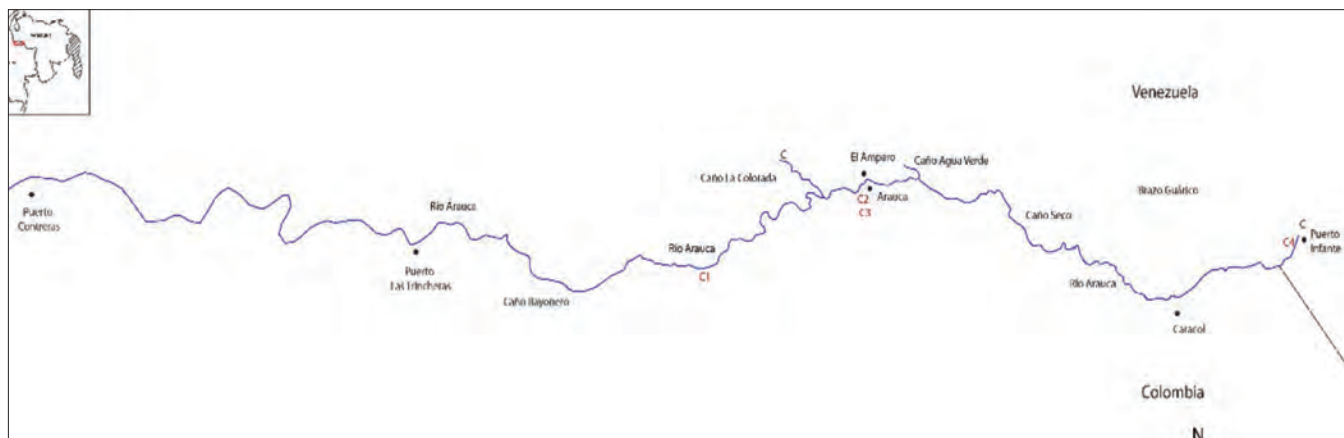 Venezuela
C
El Amparo
Caño Agua Verde
Caño La Colorada
Brazo Guárico
Arauca
C2
C3
Puerto
Contreras
Río Arauca
Caño Seco
C
Puerto
Infante
C4
Río Arauca
C1
Puerto
Las Trincheras
Río Arauca
Caño Bayonero
Caracol
Colombia
N